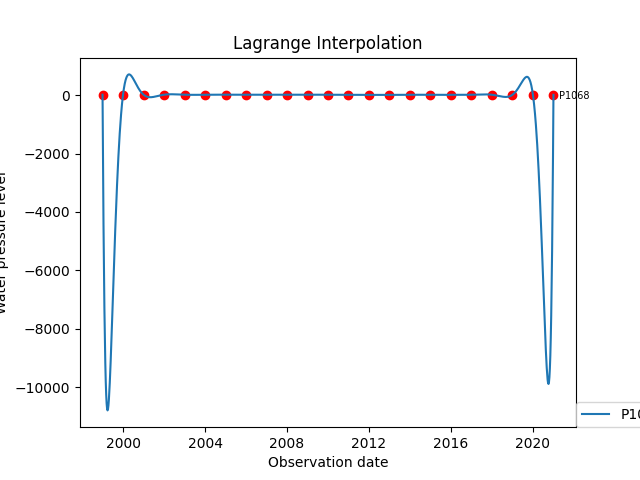 Lagrange Interpolation
0
−2000
−4000
−6000
−8000
−10000
Water pressure level
P1068
2000 2004 2008 2012 2016 2020
Observation date